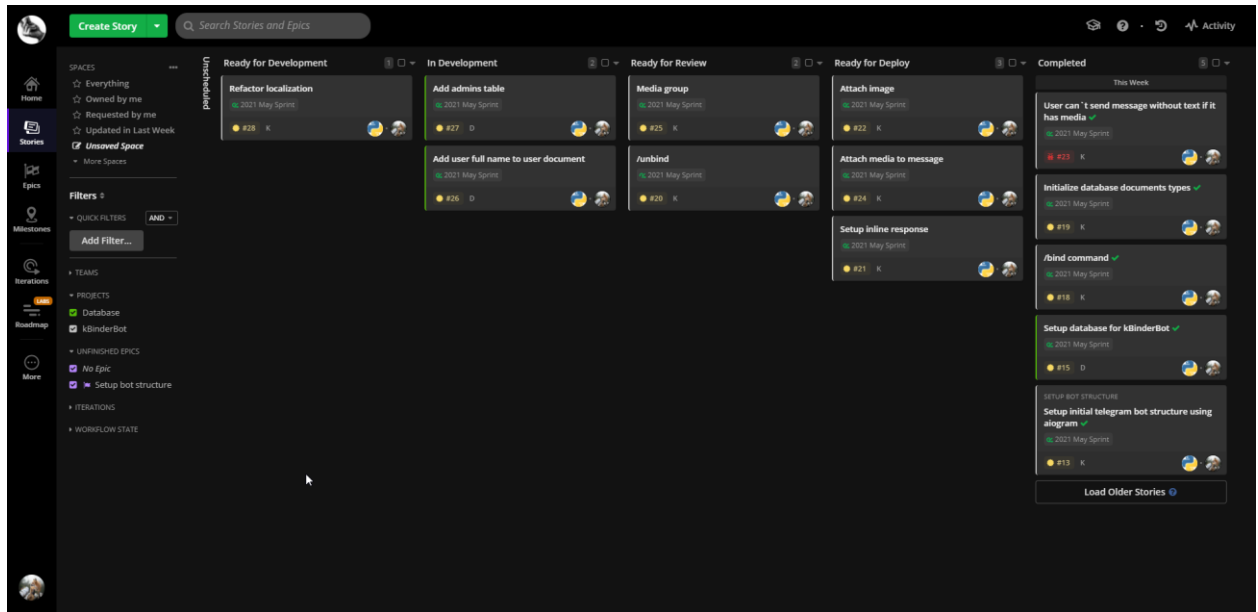 Create Story
Search Stories and Epics
Activity
Home
Stories
Epics
Milestones
Iterations
LABS
Roadmap
More
SPACES
Everything
Owned by me
Requested by me
Updated in Last Week
Unsaved Space
More Spaces
Filters
QUICK FILTERS
AND
Add Filter...
TEAMS
PROJECTS
Database
kBinderBot
UNFINISHED EPICS
No Epic
Setup bot structure
ITERATIONS
WORKFLOW STATE
Unscheduled
Ready for Development 1
Refactor localization
2021 May Sprint
#28 K
In Development 2
Add admins table
2021 May Sprint
#27 D
Add user full name to user document
2021 May Sprint
#26 D
Ready for Review 2
Media group
2021 May Sprint
#25 K
/unbind
2021 May Sprint
#20 K
Ready for Deploy 3
Attach image
2021 May Sprint
#22 K
Attach media to message
2021 May Sprint
#24 K
Setup inline response
2021 May Sprint
#21 K
Completed 5
This Week
User can´t send message without text if it
has media
2021 May Sprint
#23 K
Initialize database documents types
2021 May Sprint
#19 K
/bind command
2021 May Sprint
#18 K
Setup database for kBinderBot
2021 May Sprint
#15 D
SETUP BOT STRUCTURE
Setup initial telegram bot structure using
aiogram
2021 May Sprint
#13 K
Load Older Stories